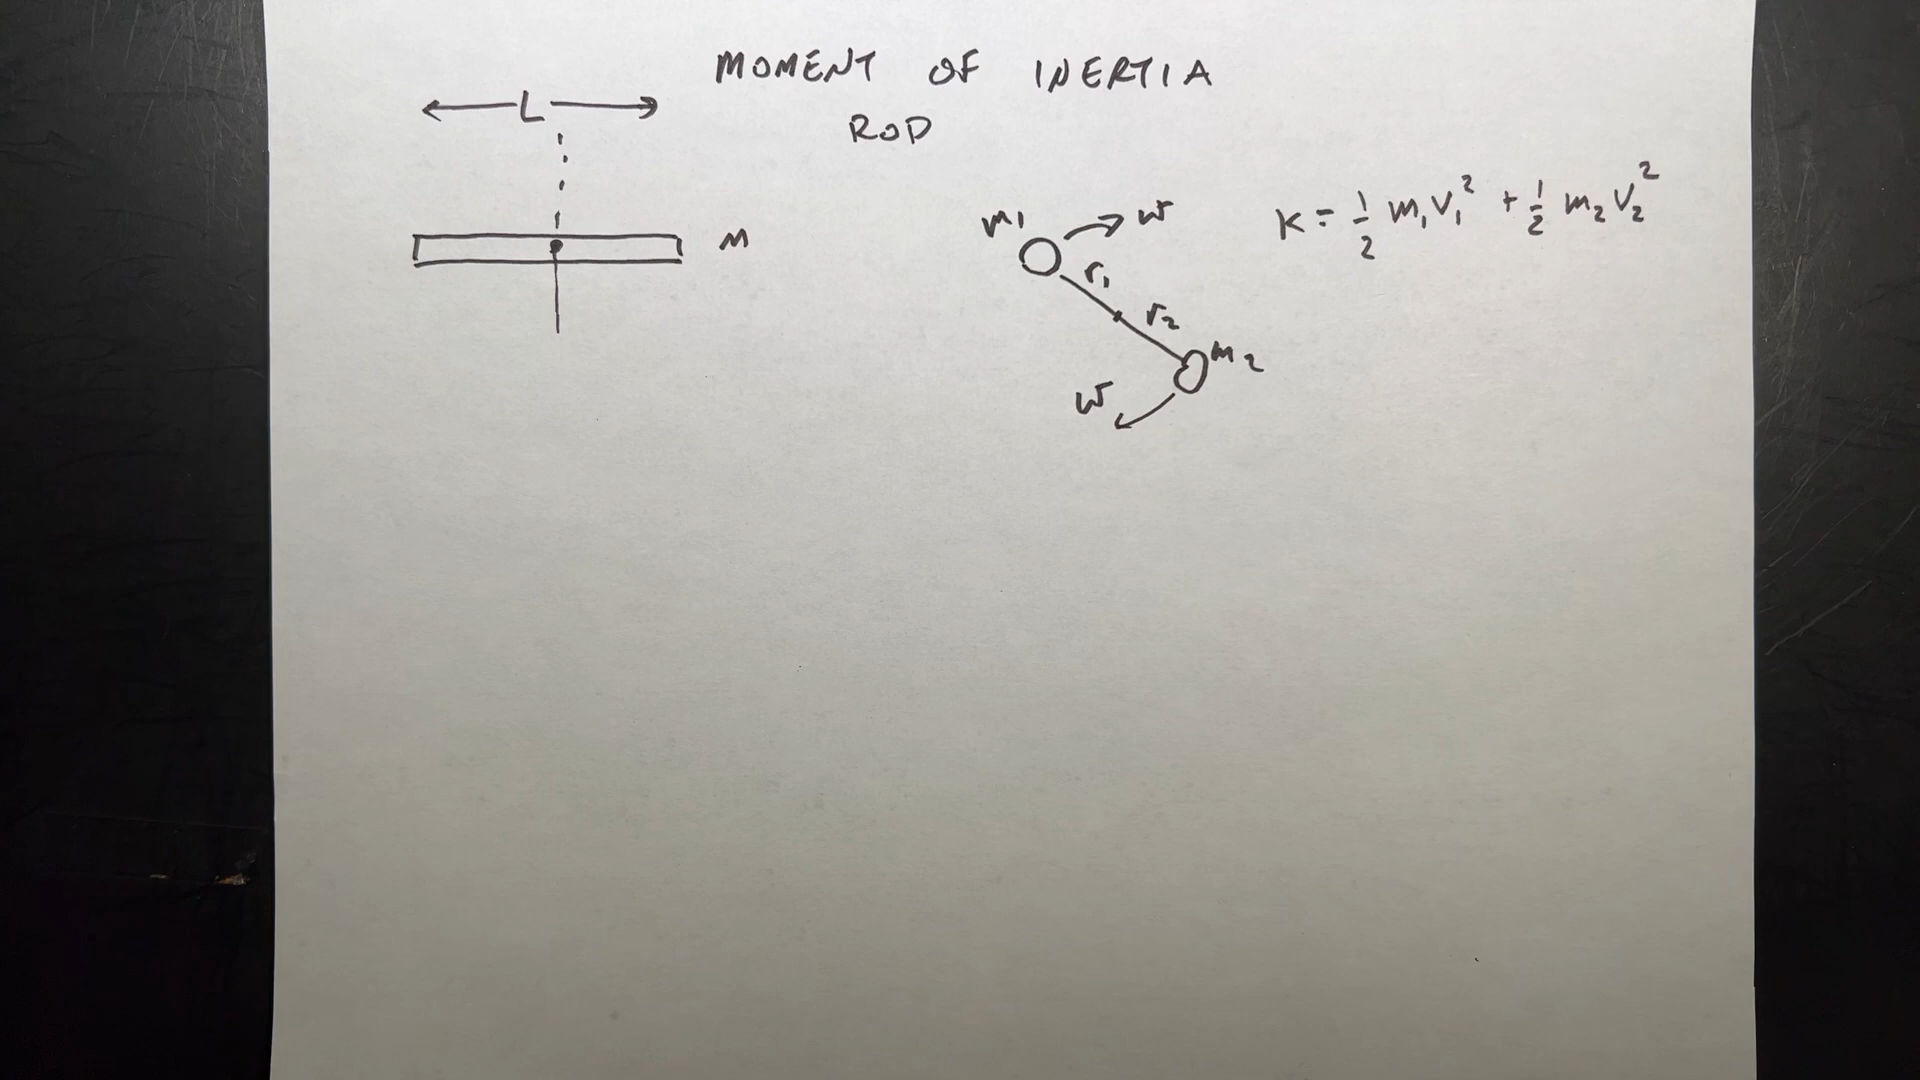 MOMENT OF INERTIA
ROD
L
M
m₁
ω
r₁
r₂
m₂
ω
K = 1/2 m₁v₁² + 1/2 m₂v₂²